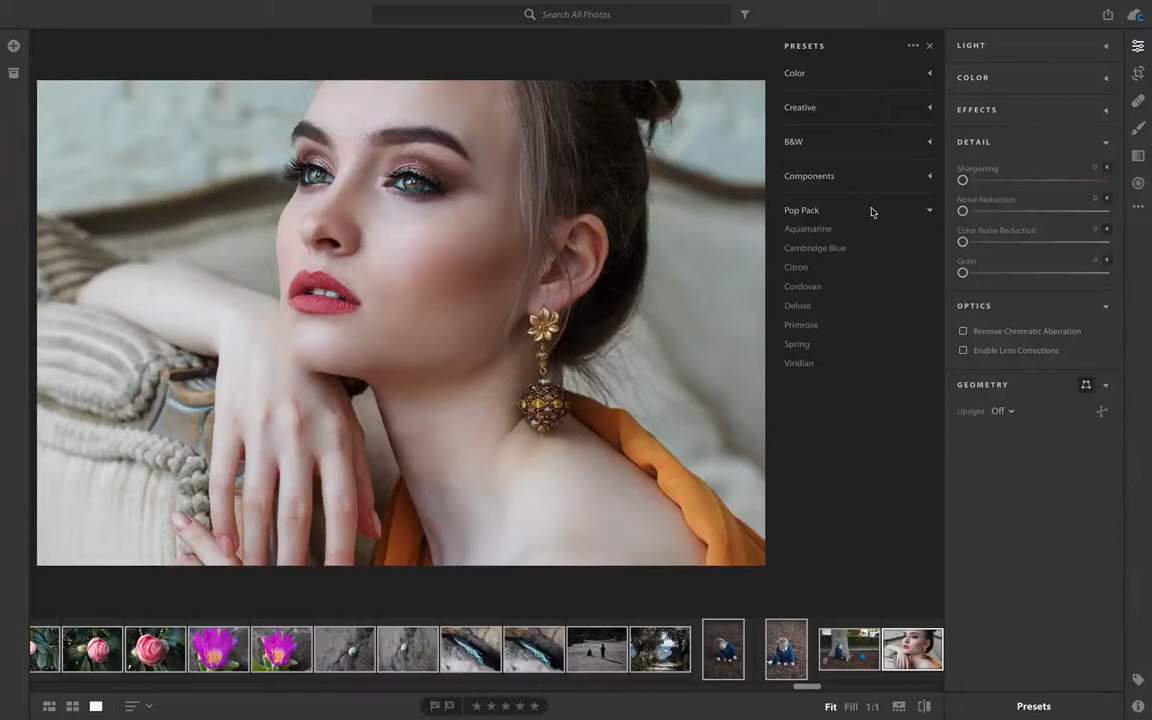 Search All Photos
PRESETS
Color
Creative
B&W
Components
Pop Pack
Aquamarine
Cambridge Blue
Citron
Cordovan
Deluxe
Primrose
Spring
Viridian
LIGHT
COLOR
EFFECTS
DETAIL
Sharpening 0
Noise Reduction 0
Color Noise Reduction 0
Grain 0
OPTICS
Remove Chromatic Aberration
Enable Lens Corrections
GEOMETRY
Upright Off
Fit Fill 1:1
Presets